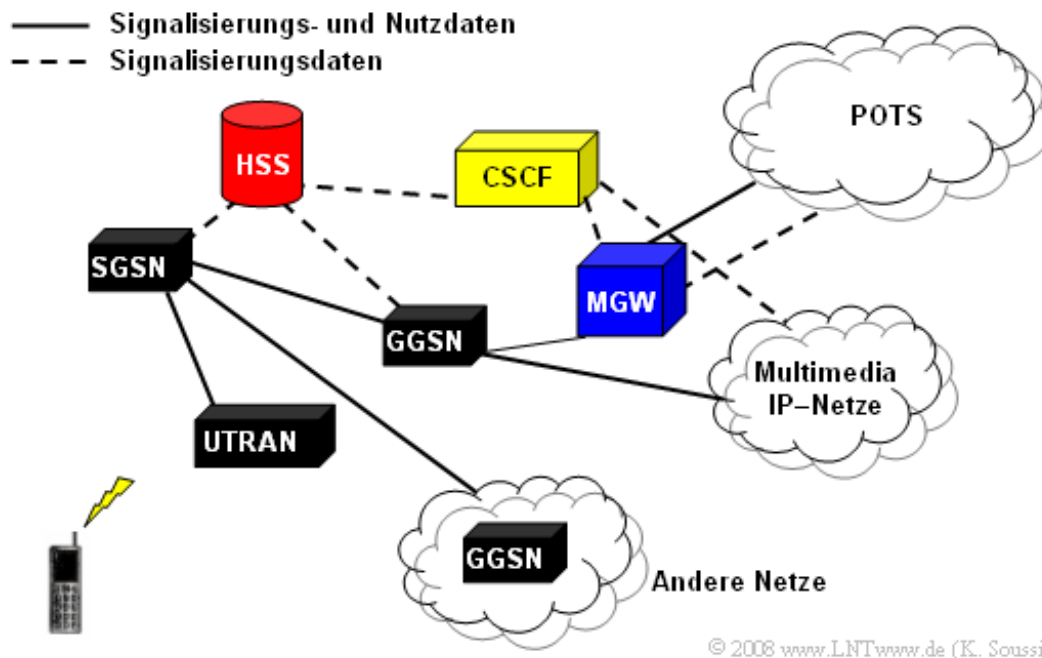 Signalisierungs- und Nutzdaten
Signalisierungsdaten
POTS
HSS
CSCF
SGSN
MGW
GGSN
Multimedia
IP–Netze
UTRAN
GGSN
Andere Netze
© 2008 www.LNTwww.de (K. Soussi